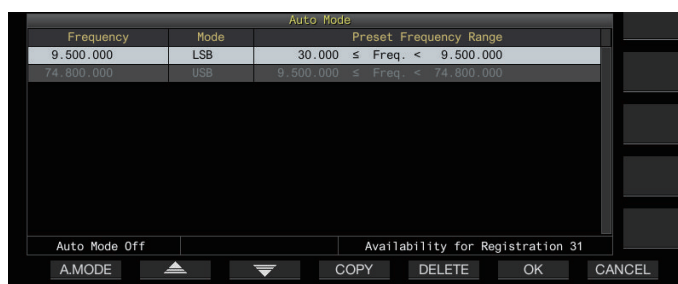 Auto Mode
Frequency Mode Preset Frequency Range
9.500.000 LSB 30.000 ≤ Freq. < 9.500.000
74.800.000 USB 9.500.000 ≤ Freq. < 74.800.000
Auto Mode Off Availability for Registration 31
A.MODE COPY DELETE OK CANCEL